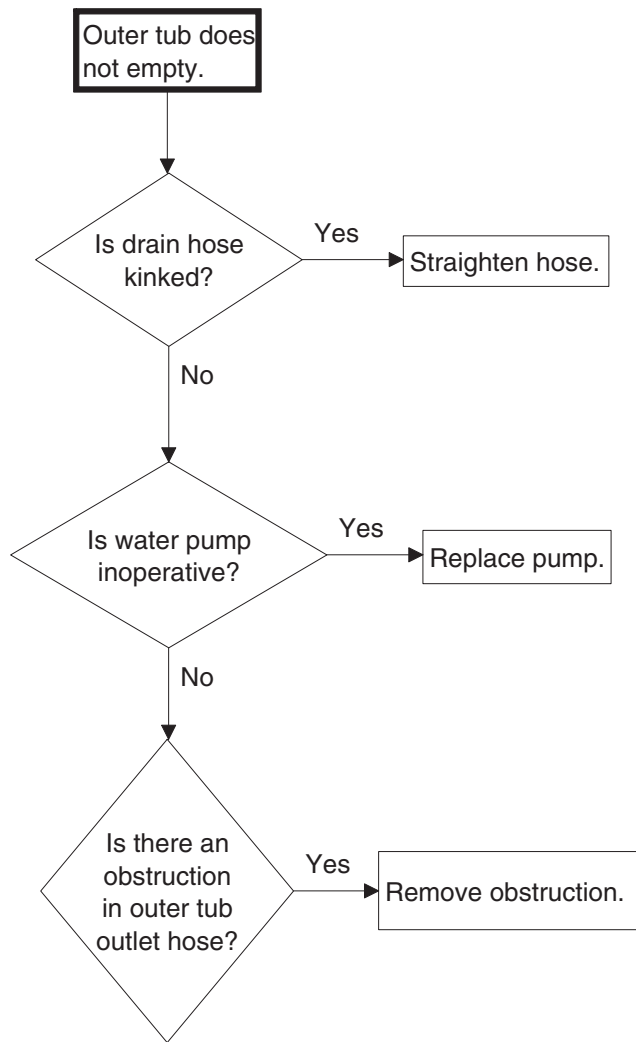 Outer tub does
not empty.
Is drain hose
kinked?
Yes
Straighten hose.
No
Is water pump
inoperative?
Yes
Replace pump.
No
Is there an
obstruction
in outer tub
outlet hose?
Yes
Remove obstruction.